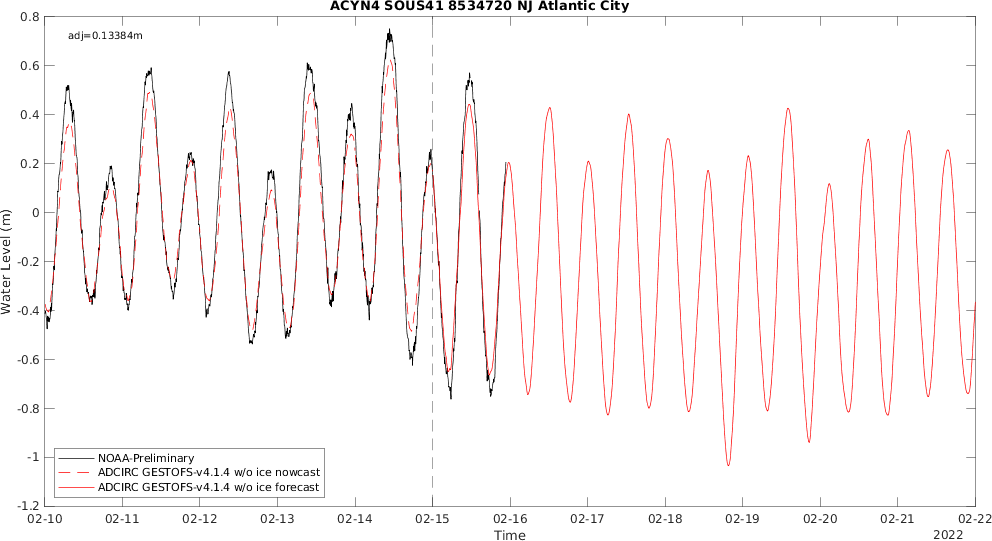 ACYN4 SOUS41 8534720 NJ Atlantic City
adj=0.13384m
0.8
0.6
0.4
0.2
0
-0.2
-0.4
-0.6
-0.8
-1
-1.2
Water Level (m)
NOAA-Preliminary
ADCIRC GESTOFS-v4.1.4 w/o ice nowcast
ADCIRC GESTOFS-v4.1.4 w/o ice forecast
02-10 02-11 02-12 02-13 02-14 02-15 02-16 02-17 02-18 02-19 02-20 02-21 02-22
Time
2022